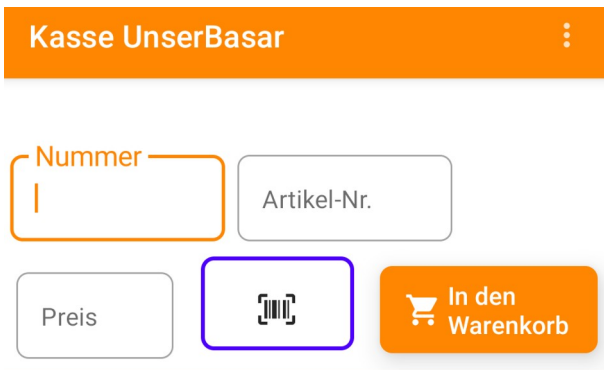 Kasse UnserBasar
Nummer
Artikel-Nr.
Preis
In den
Warenkorb